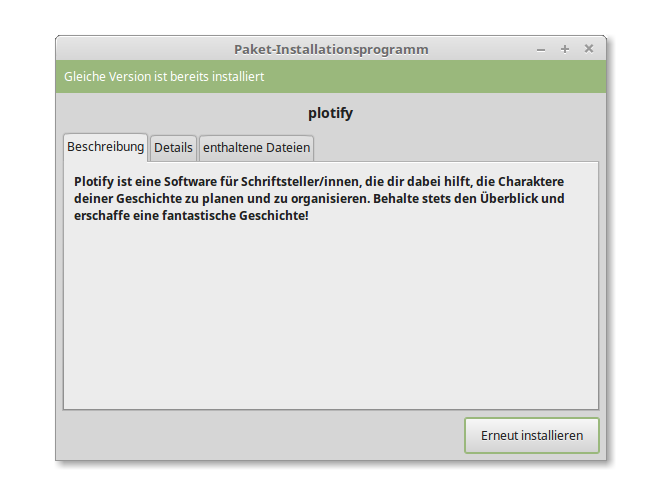 Paket-Installationsprogramm
Gleiche Version ist bereits installiert
plotify
Beschreibung Details enthaltene Dateien
Plotify ist eine Software für Schriftsteller/innen, die dir dabei hilft, die Charaktere
deiner Geschichte zu planen und zu organisieren. Behalte stets den Überblick und
erschaffe eine fantastische Geschichte!
Erneut installieren